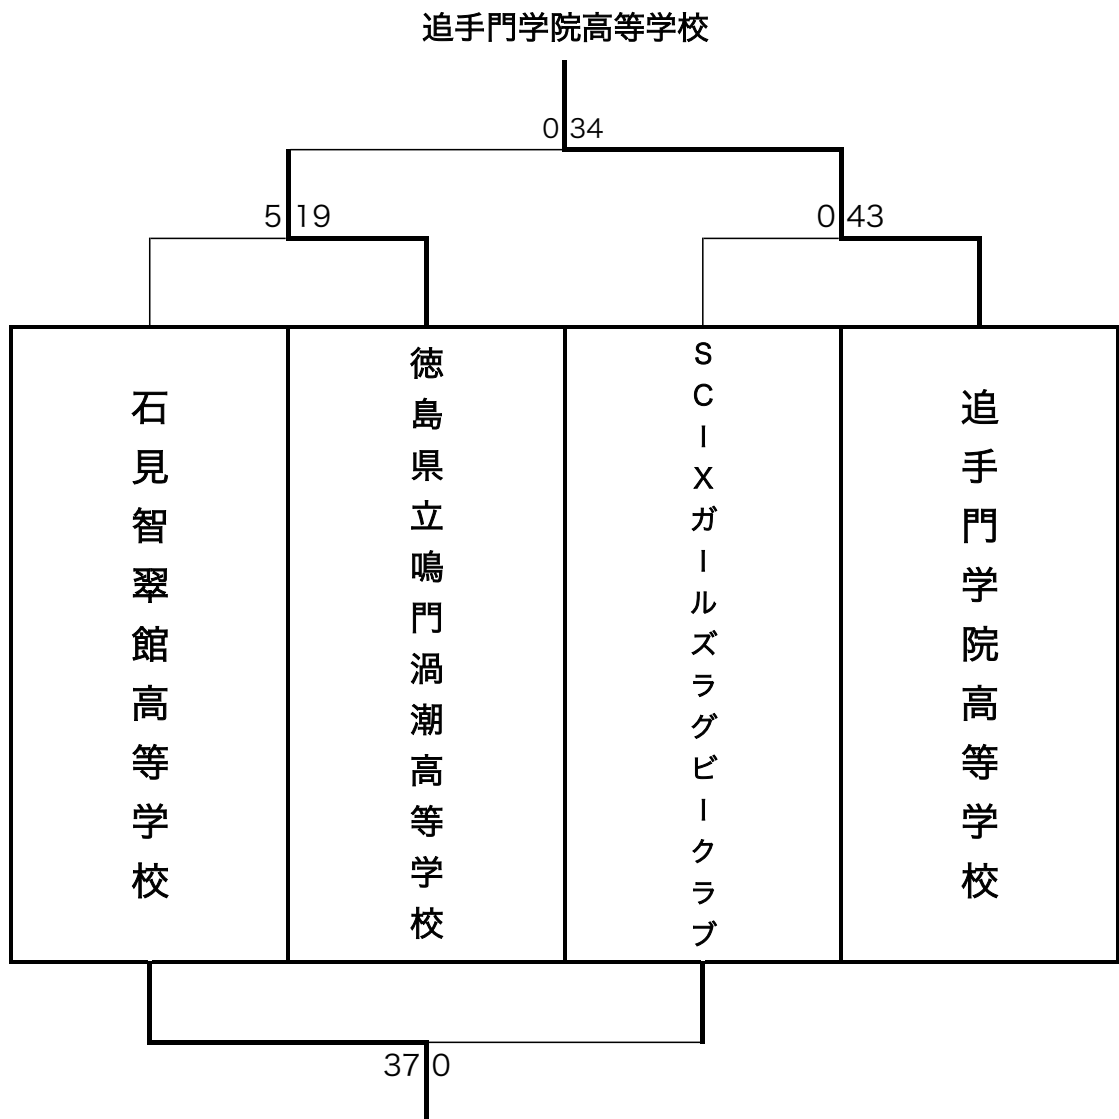 追手門学院高等学校
0 34
5 19
0 43
石見智翠館高等学校
徳島県立鳴門渦潮高等学校
SCIXガールズラグビークラブ
追手門学院高等学校
37 0